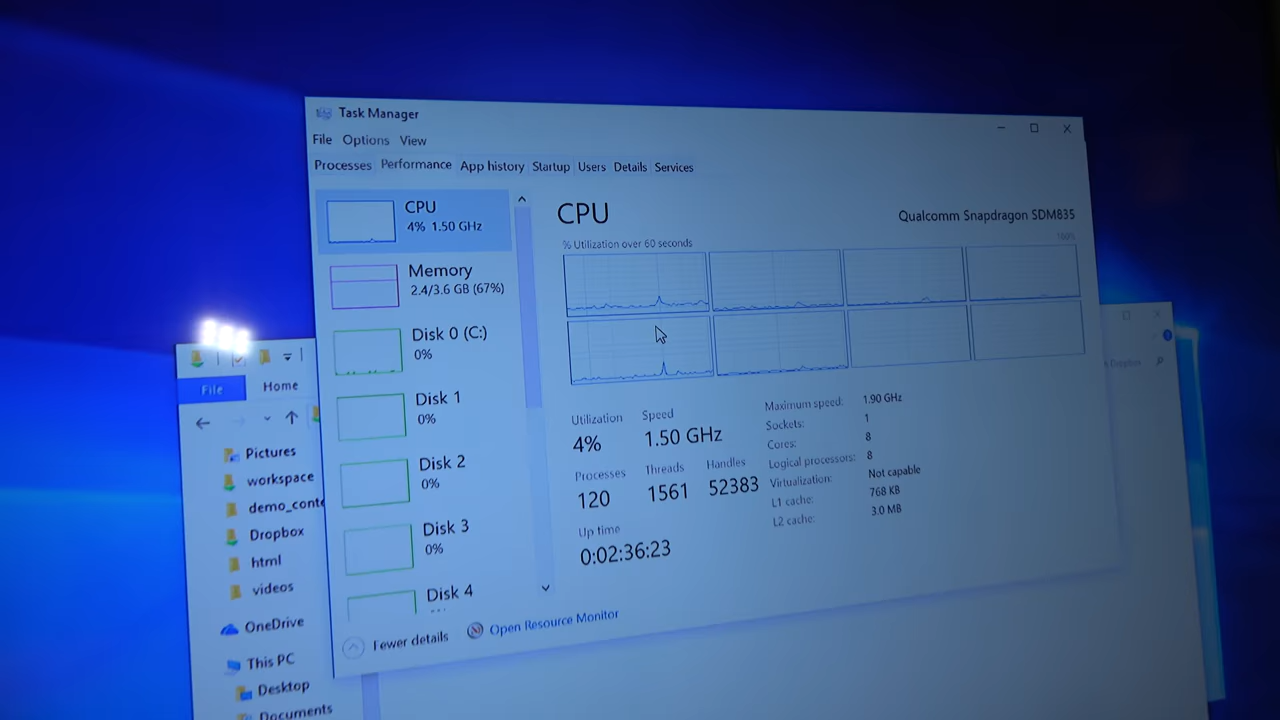 Task Manager
File Options View
Processes Performance App history Startup Users Details Services
CPU
4% 1.50 GHz
Memory
2.4/3.6 GB (67%)
Disk 0 (C:)
0%
Disk 1
0%
Disk 2
0%
Disk 3
0%
Disk 4
CPU
Qualcomm Snapdragon SDM835
% Utilization over 60 seconds
100%
Utilization Speed
4% 1.50 GHz
Processes Threads Handles
120 1561 52383
Up time
0:02:36:23
Maximum speed: 1.90 GHz
Sockets: 1
Cores: 8
Logical processors: 8
Virtualization: Not capable
L1 cache: 768 KB
L2 cache: 3.0 MB
Fewer details
Open Resource Monitor
File Home
Pictures
workspace
demo_conte
Dropbox
html
videos
OneDrive
This PC
Desktop
Documents
Dropbox